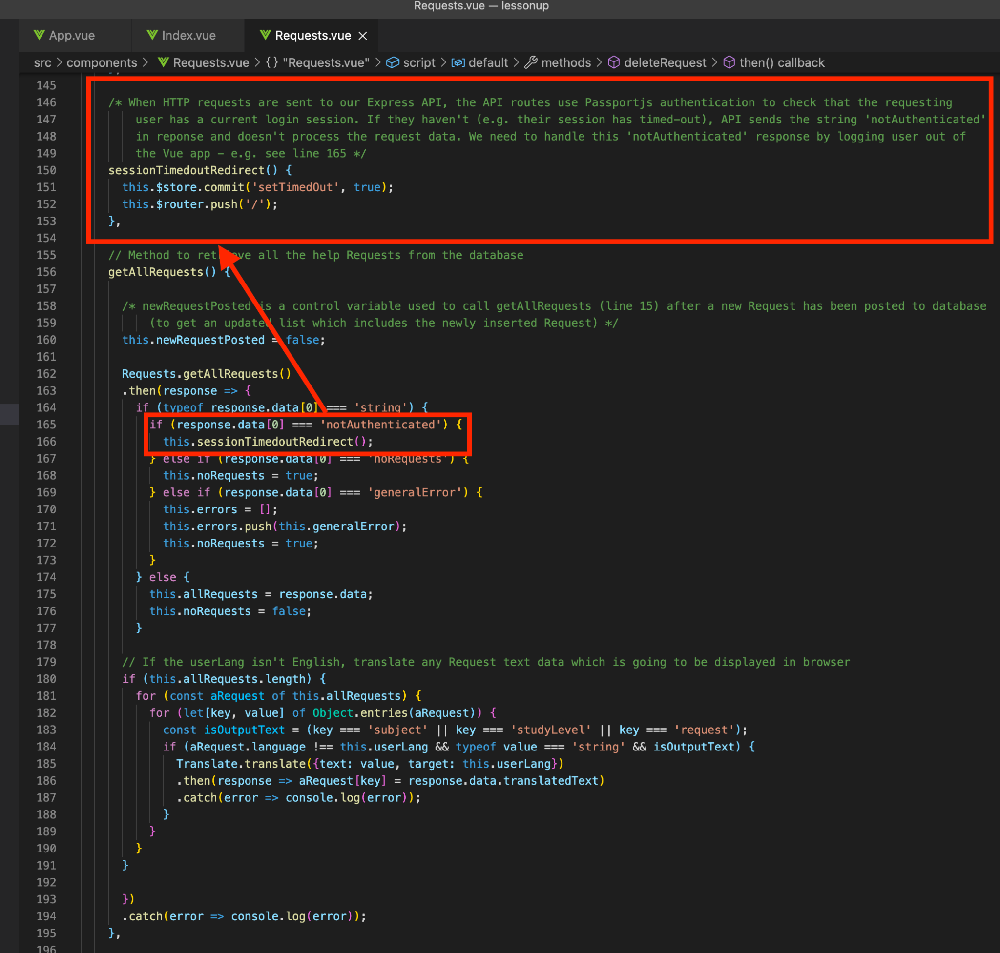 Requests.vue — lessonup
App.vue Index.vue Requests.vue
src > components > Requests.vue > {} "Requests.vue" > script > default > methods > deleteRequest > then() callback
145
146 /* When HTTP requests are sent to our Express API, the API routes use Passportjs authentication to check that the requesting
147 user has a current login session. If they haven't (e.g. their session has timed-out), API sends the string 'notAuthenticated'
148 in reponse and doesn't process the request data. We need to handle this 'notAuthenticated' response by logging user out of
149 the Vue app - e.g. see line 165 */
150 sessionTimedoutRedirect() {
151 this.$store.commit('setTimedOut', true);
152 this.$router.push('/');
153 },
154
155 // Method to retrieve all the help Requests from the database
156 getAllRequests() {
157
158 /* newRequestPosted is a control variable used to call getAllRequests (line 15) after a new Request has been posted to database
159 (to get an updated list which includes the newly inserted Request) */
160 this.newRequestPosted = false;
161
162 Requests.getAllRequests()
163 .then(response => {
164 if (typeof response.data[0] === 'string') {
165 if (response.data[0] === 'notAuthenticated') {
166 this.sessionTimedoutRedirect();
167 } else if (response.data[0] === 'noRequests') {
168 this.noRequests = true;
169 } else if (response.data[0] === 'generalError') {
170 this.errors = [];
171 this.errors.push(this.generalError);
172 this.noRequests = true;
173 }
174 } else {
175 this.allRequests = response.data;
176 this.noRequests = false;
177 }
178
179 // If the userLang isn't English, translate any Request text data which is going to be displayed in browser
180 if (this.allRequests.length) {
181 for (const aRequest of this.allRequests) {
182 for (let[key, value] of Object.entries(aRequest)) {
183 const isOutputText = (key === 'subject' || key === 'studyLevel' || key === 'request');
184 if (aRequest.language !== this.userLang && typeof value === 'string' && isOutputText) {
185 Translate.translate({text: value, target: this.userLang})
186 .then(response => aRequest[key] = response.data.translatedText)
187 .catch(error => console.log(error));
188 }
189 }
190 }
191 }
192
193 })
194 .catch(error => console.log(error));
195 },
196